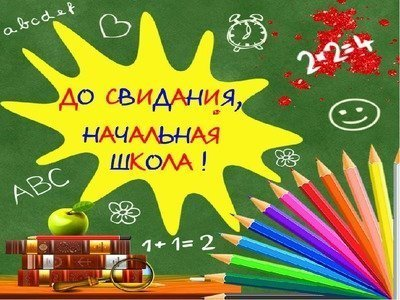 abcdef
2*2=4
ДО СВИДАНИЯ,
НАЧАЛЬНАЯ
ШКОЛА !
ABC
1+1=2